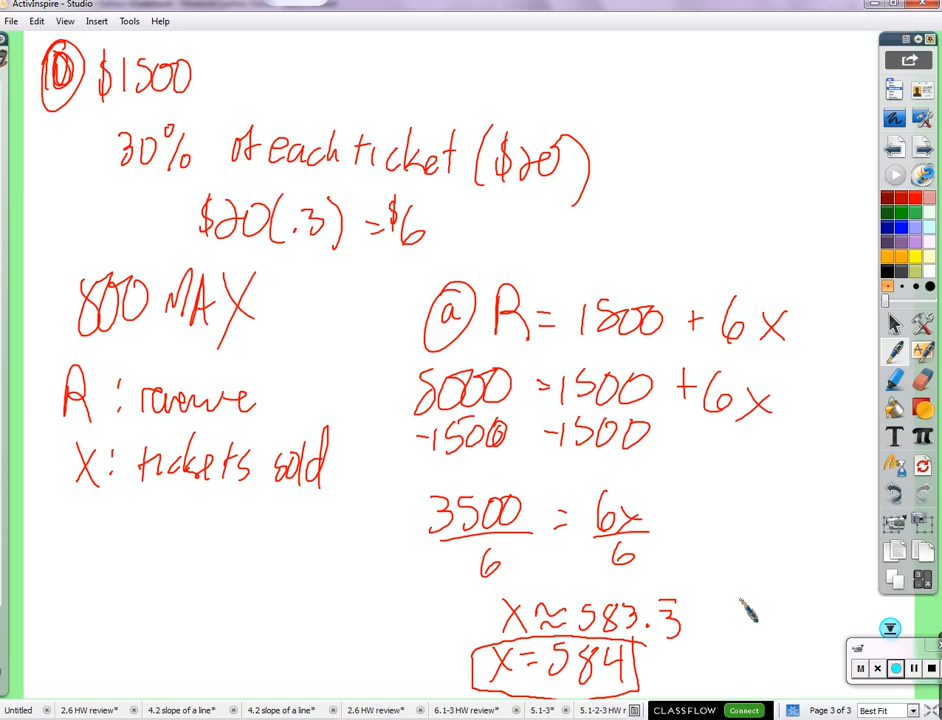 ActivInspire - Studio
File Edit View Insert Tools Help
$1500
30% of each ticket ($20)
$20(.3) = $6
800 MAX
R : revenue
X : tickets sold
a R = 1500 + 6x
5000 = 1500 + 6x
-1500 -1500
3500 = 6x
6 6
x ≈ 583.3̅
x = 584
M
Untitled 2.6 HW review* 4.2 slope of a line* 4.2 slope of a line* 2.6 HW review* 6.1-3 HW review* 5.1-3* 5.1-2-3 HW r CLASSFLOW Connect Page 3 of 3 Best Fit